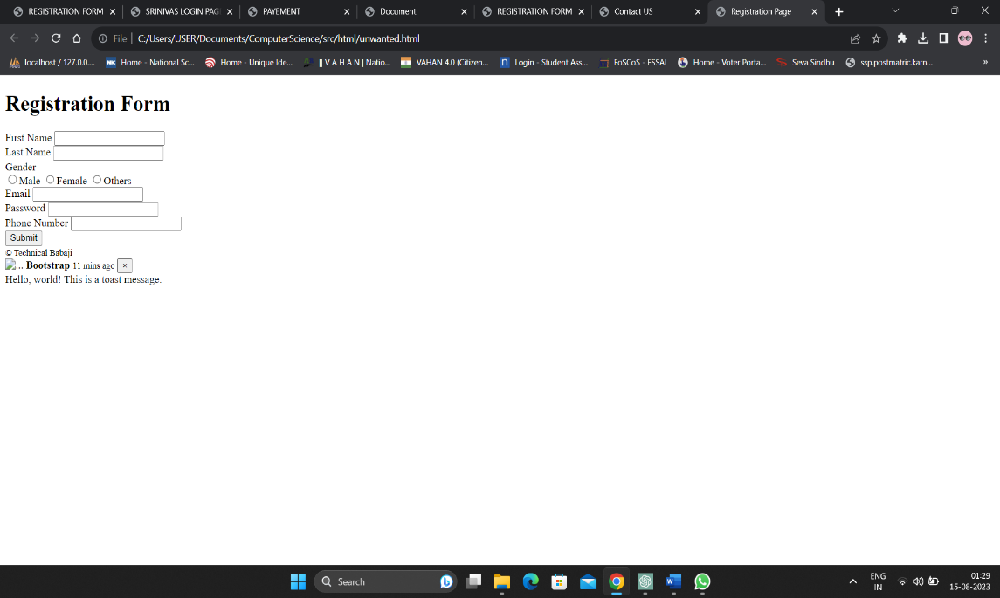 REGISTRATION FORM
SRINIVAS LOGIN PAG
PAYEMENT
Document
REGISTRATION FORM
Contact US
Registration Page
File
C:/Users/USER/Documents/ComputerScience/src/html/unwanted.html
localhost / 127.0.0....
NK Home - National Sc...
Home - Unique Ide...
|| V A H A N | Natio...
VAHAN 4.0 (Citizen...
n Login - Student Ass...
FoSCoS - FSSAI
Home - Voter Porta...
Seva Sindhu
ssp.postmatric.karn...
»
Registration Form
First Name
Last Name
Gender
Male Female Others
Email
Password
Phone Number
Submit
© Technical Babaji
... Bootstrap 11 mins ago ×
Hello, world! This is a toast message.
Search
W
ENG
IN
01:29
15-08-2023